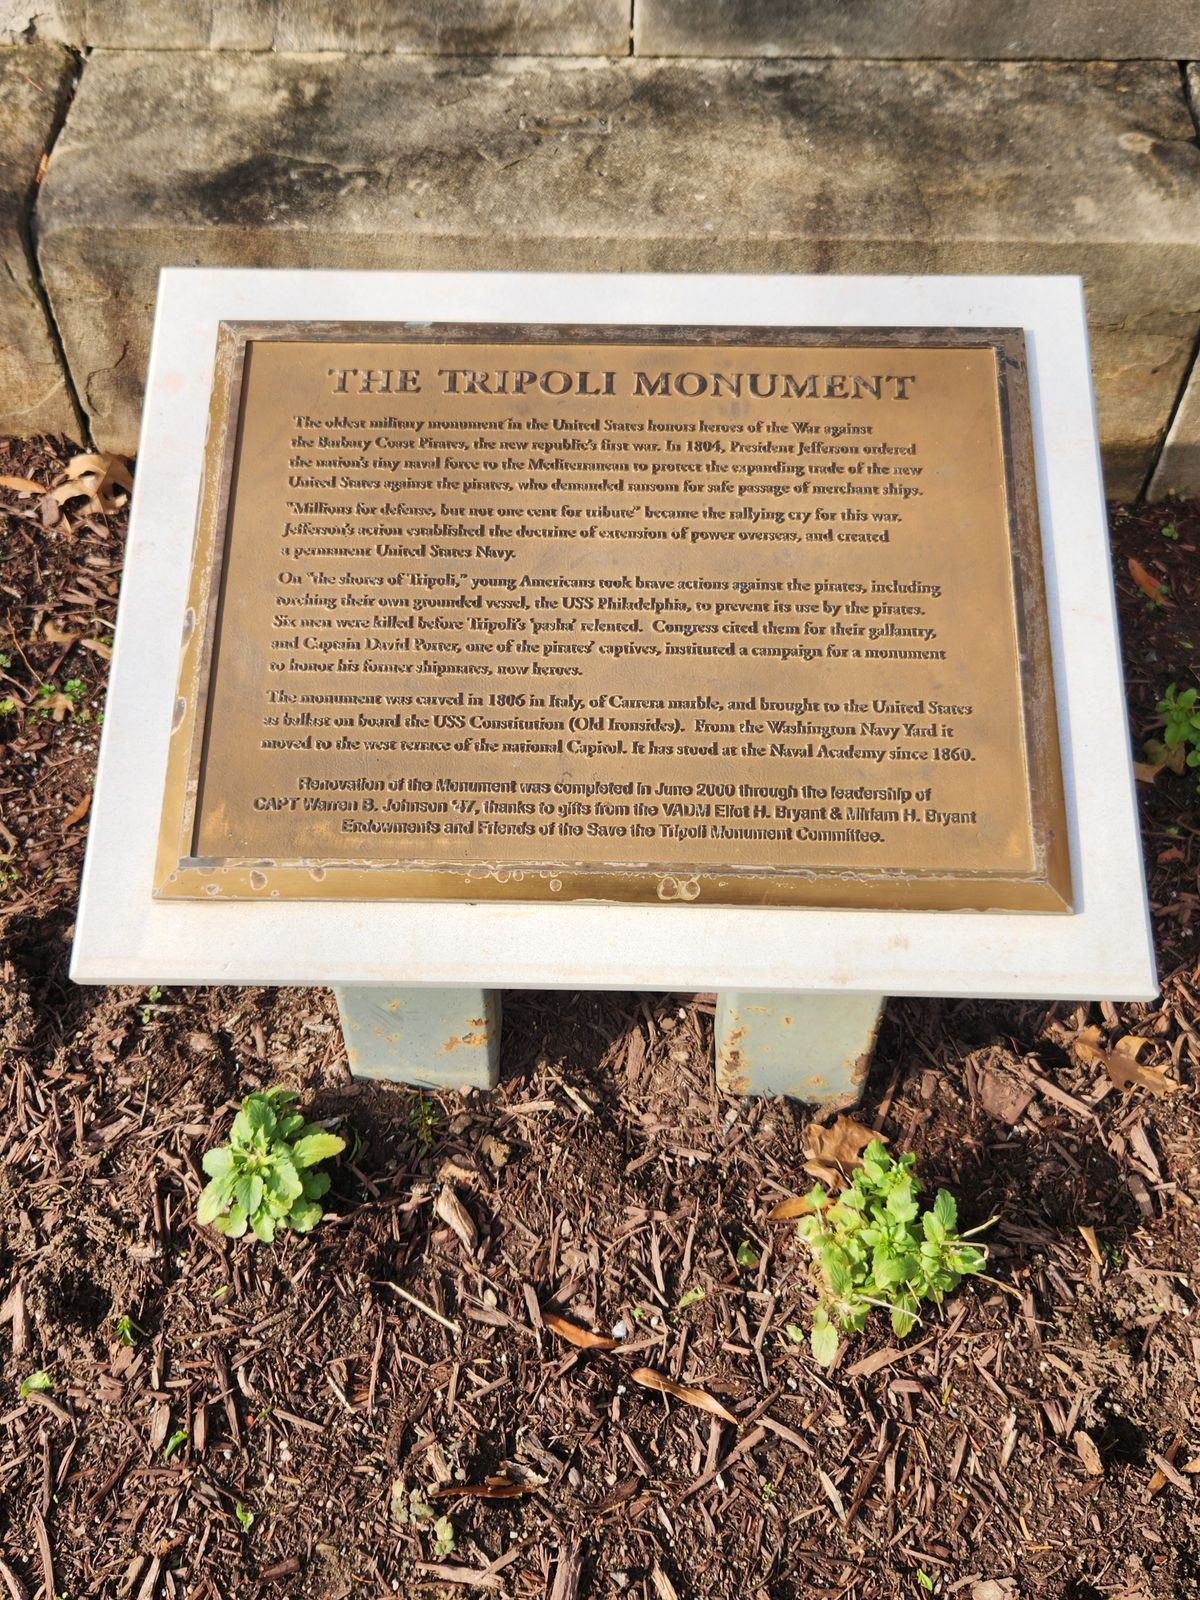 THE TRIPOLI MONUMENT
The oldest military monument in the United States honors heroes of the War against
the Barbary Coast Pirates, the new republic's first war. In 1804, President Jefferson ordered
the nation's tiny naval force to the Mediterranean to protect the expanding trade of the new
United States against the pirates, who demanded ransom for safe passage of merchant ships.
"Millions for defense, but not one cent for tribute" became the rallying cry for this war.
Jefferson's action established the doctrine of extension of power overseas, and created
a permanent United States Navy.
On "the shores of Tripoli," young Americans took brave actions against the pirates, including
torching their own grounded vessel, the USS Philadelphia, to prevent its use by the pirates.
Six men were killed before Tripoli's 'pasha' relented. Congress cited them for their gallantry,
and Captain David Porter, one of the pirates' captives, instituted a campaign for a monument
to honor his former shipmates, now heroes.
The monument was carved in 1806 in Italy, of Carrera marble, and brought to the United States
as ballast on board the USS Constitution (Old Ironsides). From the Washington Navy Yard it
moved to the west terrace of the national Capitol. It has stood at the Naval Academy since 1860.
Renovation of the Monument was completed in June 2000 through the leadership of
CAPT Warren B. Johnson '47, thanks to gifts from the VADM Eliot H. Bryant & Miriam H. Bryant
Endowments and Friends of the Save the Tripoli Monument Committee.